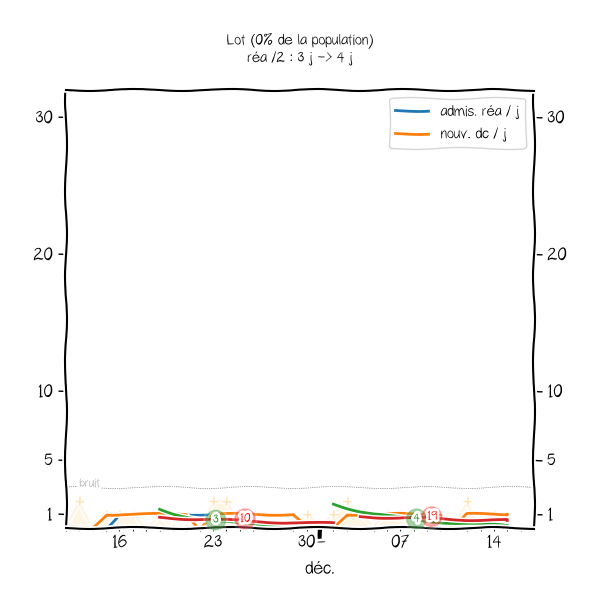 Lot (0% de la population)
réa /2 : 3 j -> 4 j
admis. réa / j
nouv. dc / j
30 30
20 20
10 10
5 5
bruit
1 1
3 10 4 19
16 23 30 07 14
déc.